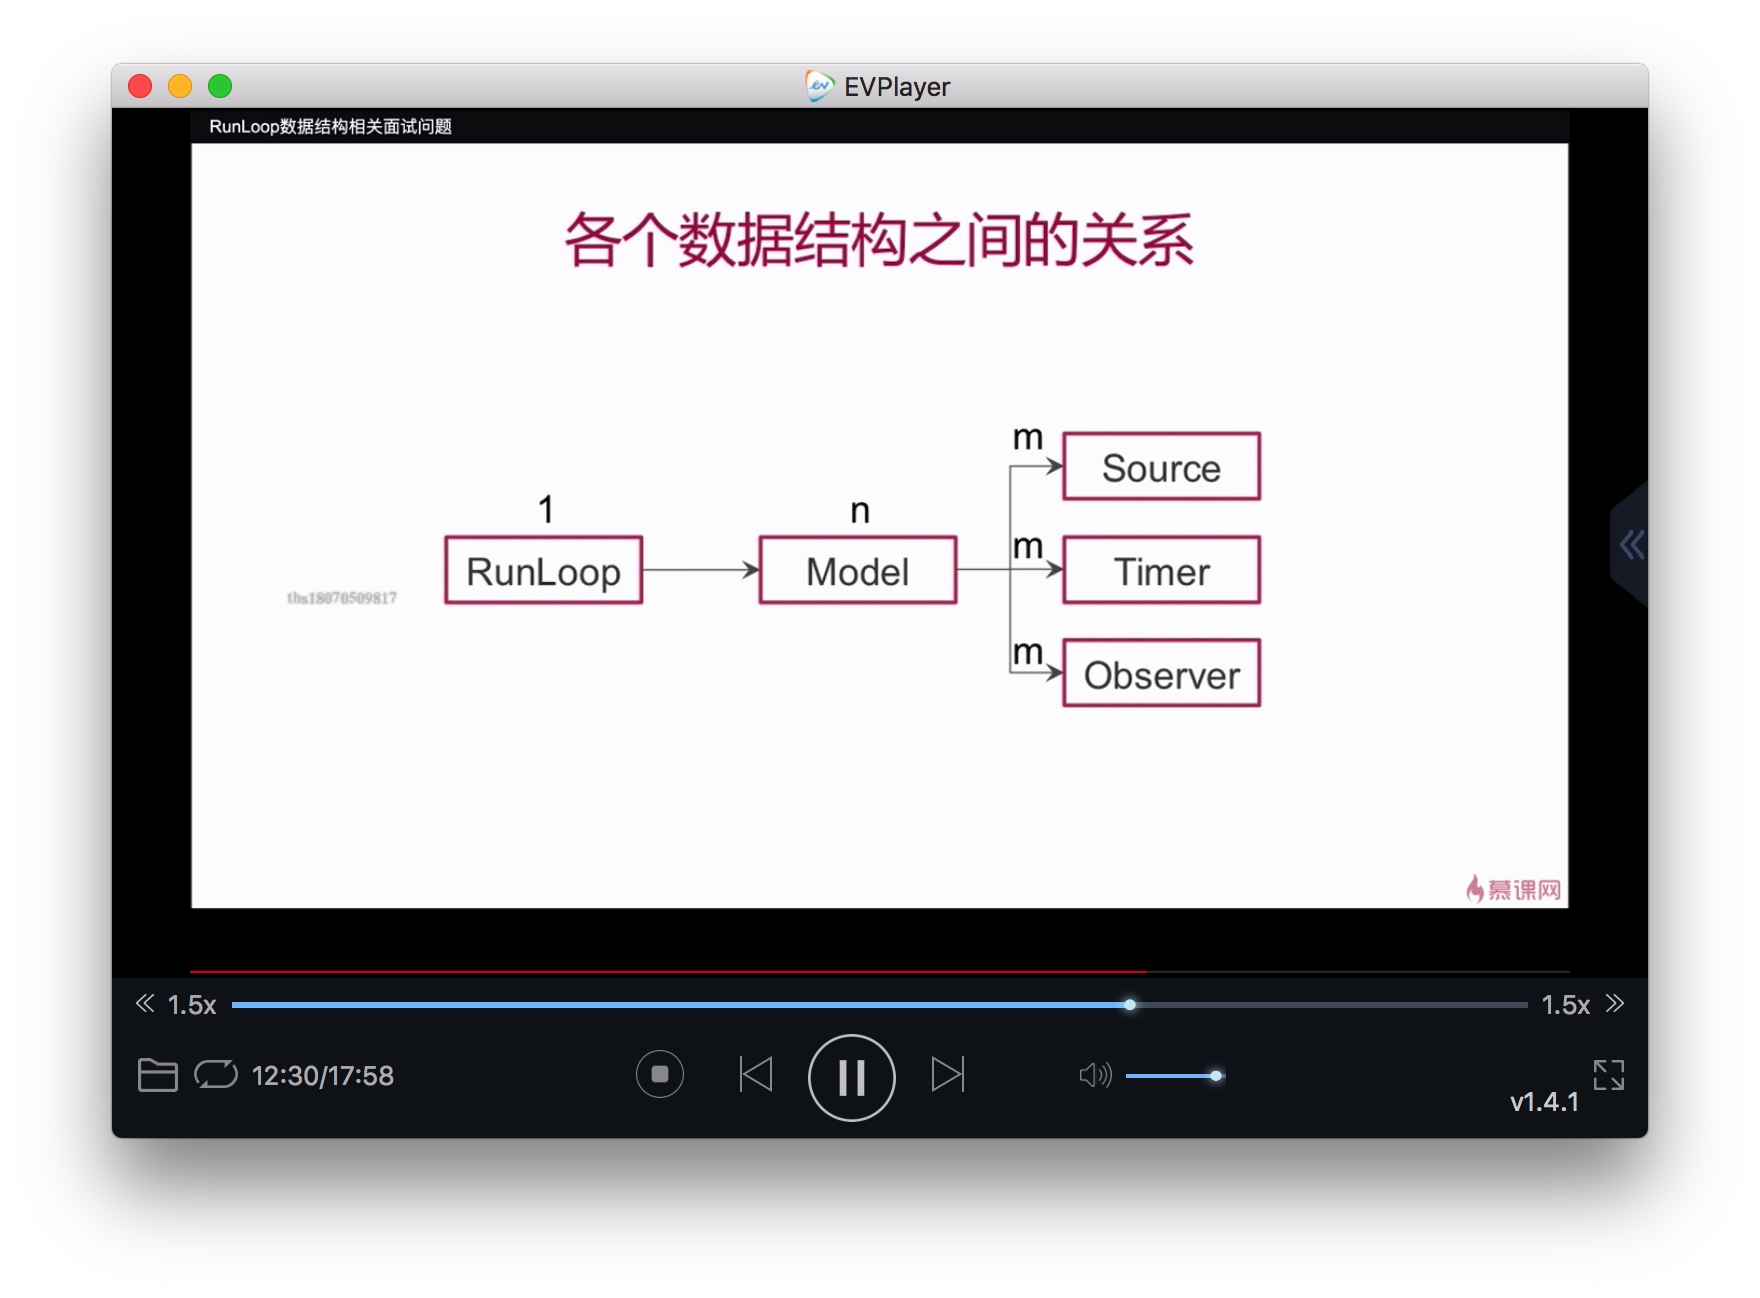 EVPlayer
RunLoop数据结构相关面试问题
各个数据结构之间的关系
m
Source
1
n
m
RunLoop
Model
Timer
ths18070509817
m
Observer
慕课网
1.5x
1.5x
12:30/17:58
v1.4.1